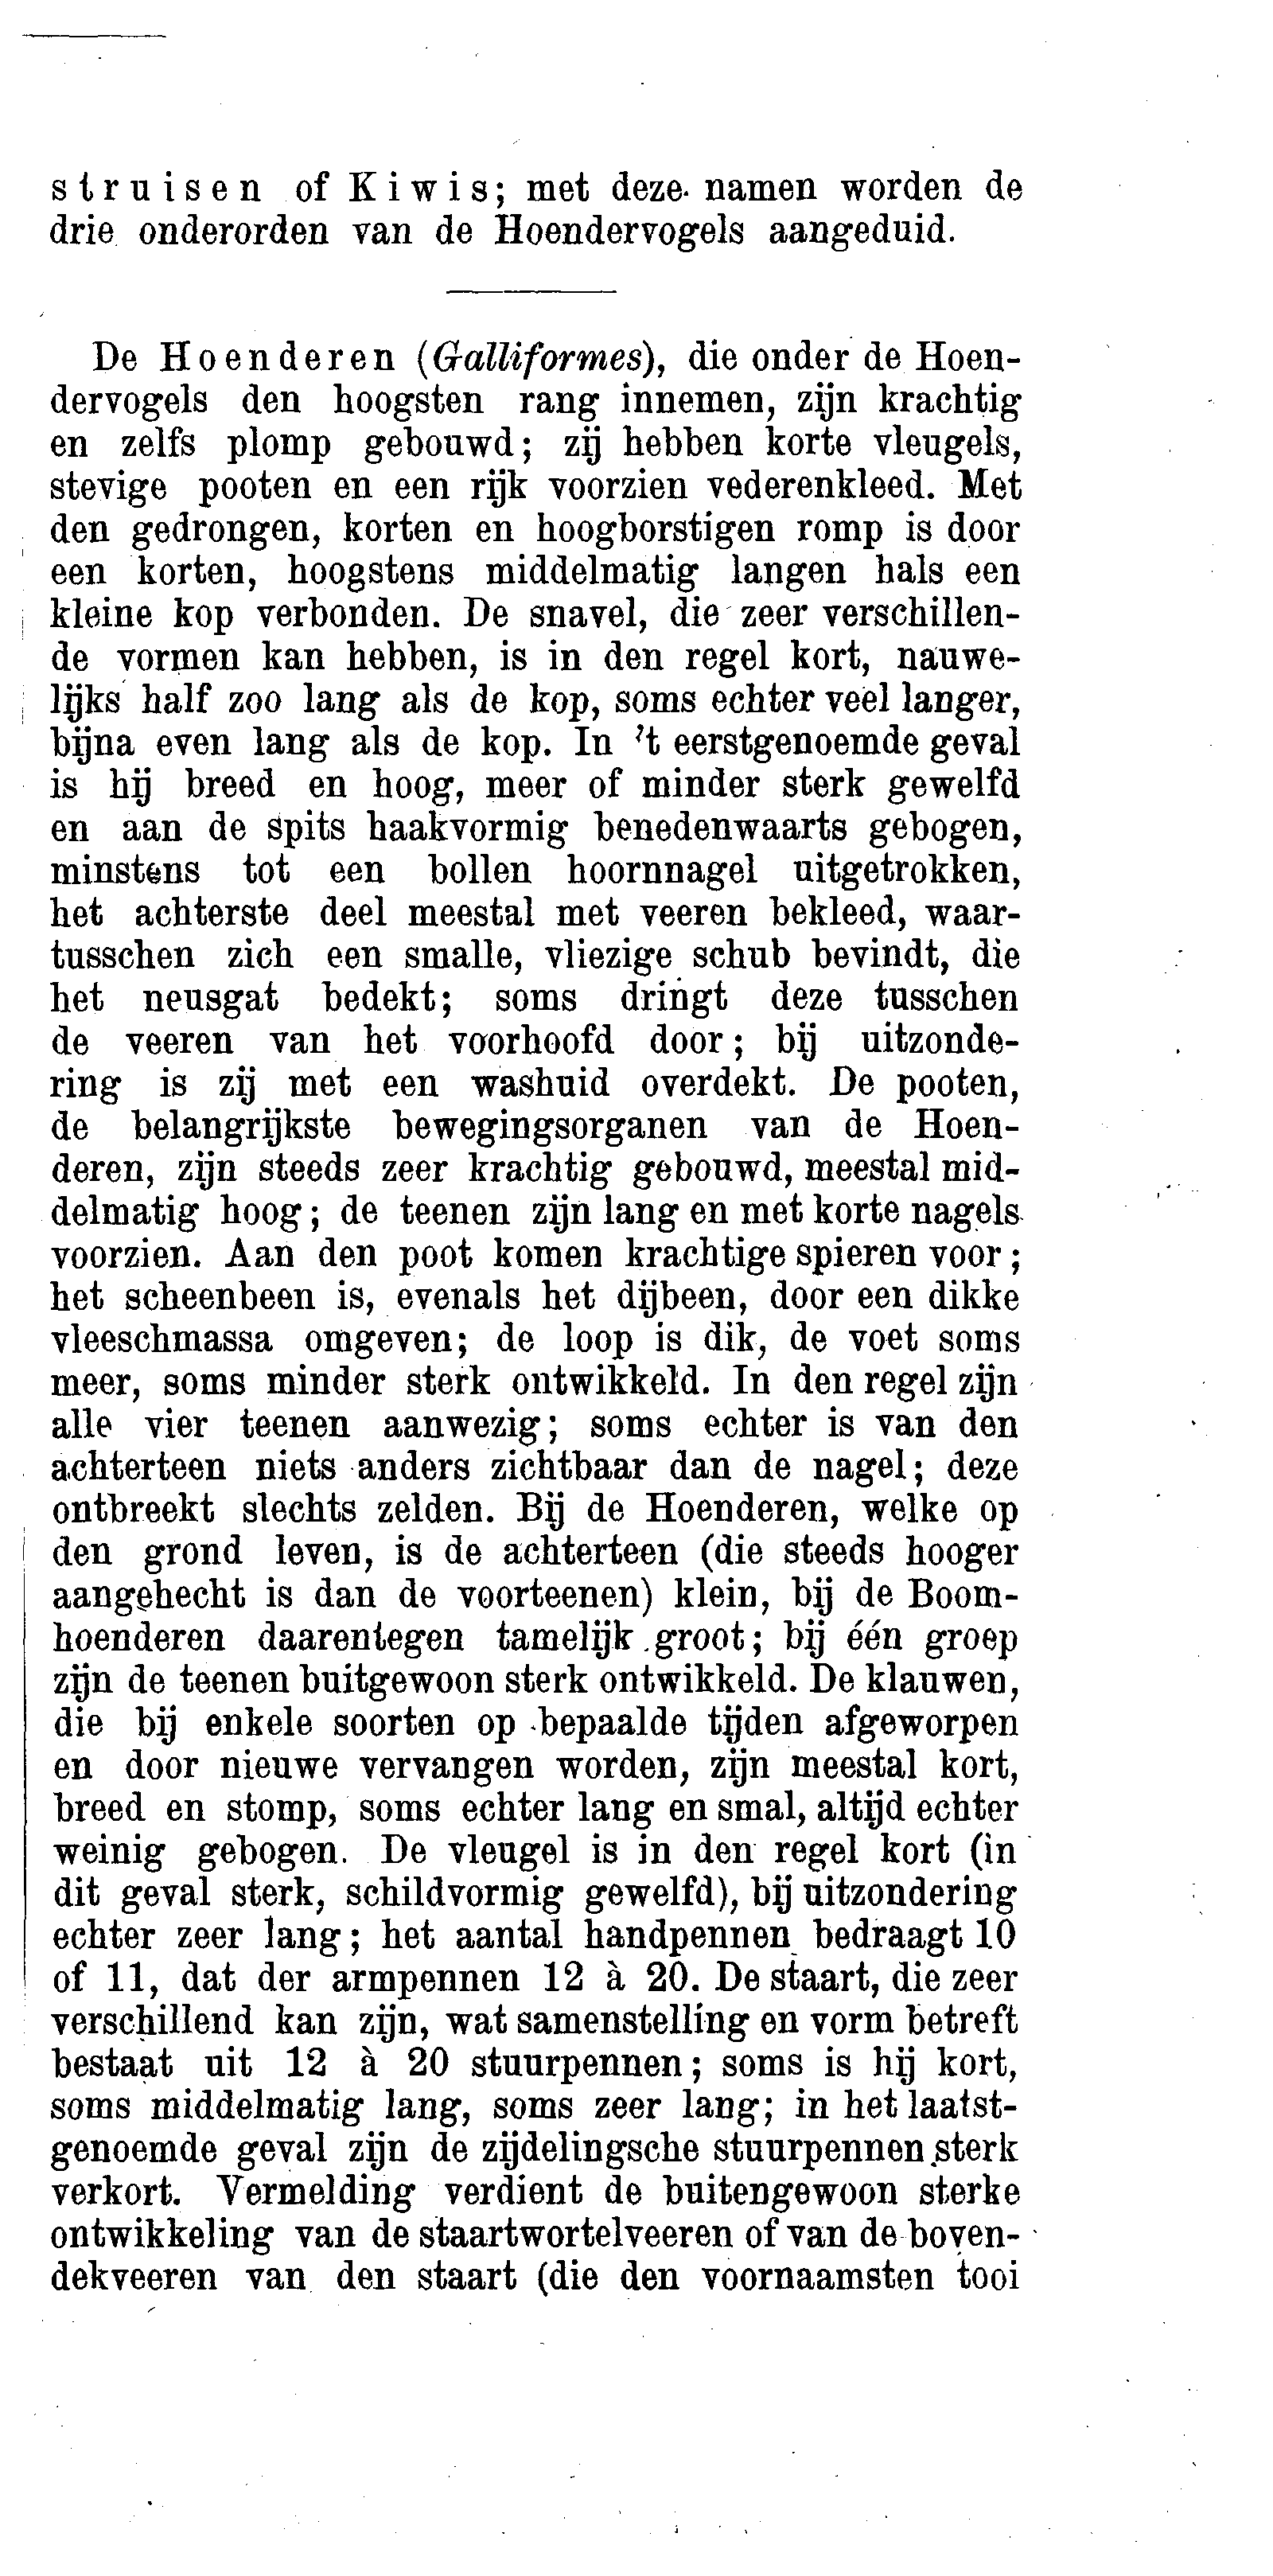 struisen of Kiwis; met deze namen worden de
drie onderorden van de Hoendervogels aangeduid.
De Hoenderen (Galliformes), die onder de Hoen-
dervogels den hoogsten rang innemen, zijn krachtig
en zelfs plomp gebouwd; zij hebben korte vleugels,
stevige pooten en een rijk voorzien vederenkleed. Met
den gedrongen, korten en hoogborstigen romp is door
een korten, hoogstens middelmatig langen hals een
kleine kop verbonden. De snavel, die zeer verschillen-
de vormen kan hebben, is in den regel kort, nauwe-
lijks half zoo lang als de kop, soms echter veel langer,
bijna even lang als de kop. In 't eerstgenoemde geval
is hij breed en hoog, meer of minder sterk gewelfd
en aan de spits haakvormig benedenwaarts gebogen,
minstens tot een bollen hoornnagel uitgetrokken,
het achterste deel meestal met veeren bekleed, waar-
tusschen zich een smalle, vliezige schub bevindt, die
het neusgat bedekt; soms dringt deze tusschen
de veeren van het voorhoofd door; bij uitzonde-
ring is zij met een washuid overdekt. De pooten,
de belangrijkste bewegingsorganen van de Hoen-
deren, zijn steeds zeer krachtig gebouwd, meestal mid-
delmatig hoog; de teenen zijn lang en met korte nagels
voorzien. Aan den poot komen krachtige spieren voor;
het scheenbeen is, evenals het dijbeen, door een dikke
vleeschmassa omgeven; de loop is dik, de voet soms
meer, soms minder sterk ontwikkeld. In den regel zijn
alle vier teenen aanwezig; soms echter is van den
achterteen niets anders zichtbaar dan de nagel; deze
ontbreekt slechts zelden. Bij de Hoenderen, welke op
den grond leven, is de achterteen (die steeds hooger
aangehecht is dan de voorteenen) klein, bij de Boom-
hoenderen daarentegen tamelijk groot; bij één groep
zijn de teenen buitgewoon sterk ontwikkeld. De klauwen,
die bij enkele soorten op bepaalde tijden afgeworpen
en door nieuwe vervangen worden, zijn meestal kort,
breed en stomp, soms echter lang en smal, altijd echter
weinig gebogen. De vleugel is in den regel kort (in
dit geval sterk, schildvormig gewelfd), bij uitzondering
echter zeer lang; het aantal handpennen bedraagt 10
of 11, dat der armpennen 12 à 20. De staart, die zeer
verschillend kan zijn, wat samenstelling en vorm betreft
bestaat uit 12 à 20 stuurpennen; soms is hij kort,
soms middelmatig lang, soms zeer lang; in het laatst-
genoemde geval zijn de zijdelingsche stuurpennen sterk
verkort. Vermelding verdient de buitengewoon sterke
ontwikkeling van de staartwortelveeren of van de boven-
dekveeren van den staart (die den voornaamsten tooi